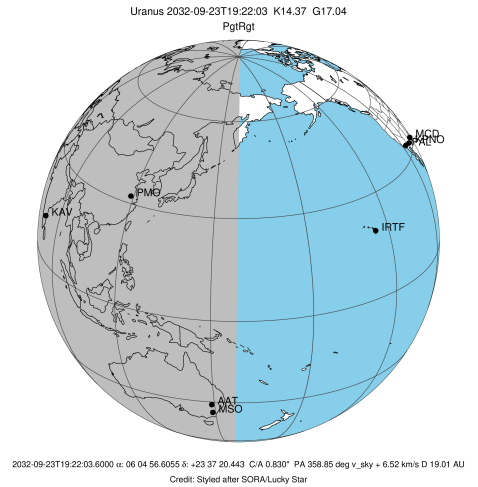 Uranus 2032-09-23T19:22:03 K14.37 G17.04
PgtRgt
MCD
PNO
PAL
PMO
KAV
IRTF
AAT
MSO
2032-09-23T19:22:03.6000 α: 06 04 56.6055 δ: +23 37 20.443 C/A 0.830" PA 358.85 deg v_sky + 6.52 km/s D 19.01 AU
Credit: Styled after SORA/Lucky Star